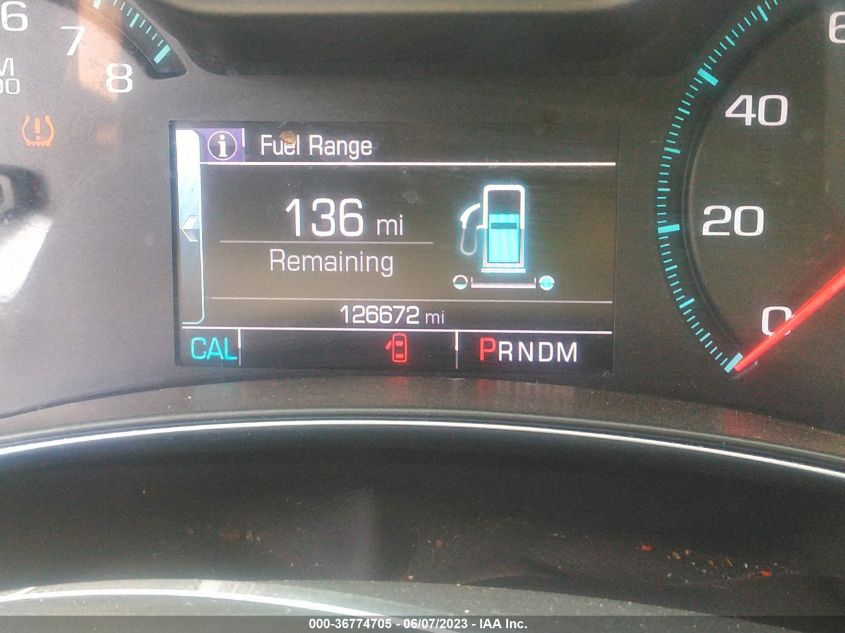 6
7
8
Fuel Range
136 mi
Remaining
126672 mi
CAL
PRNDM
6
40
20
0
000-36774705 - 06/07/2023 - IAA Inc.